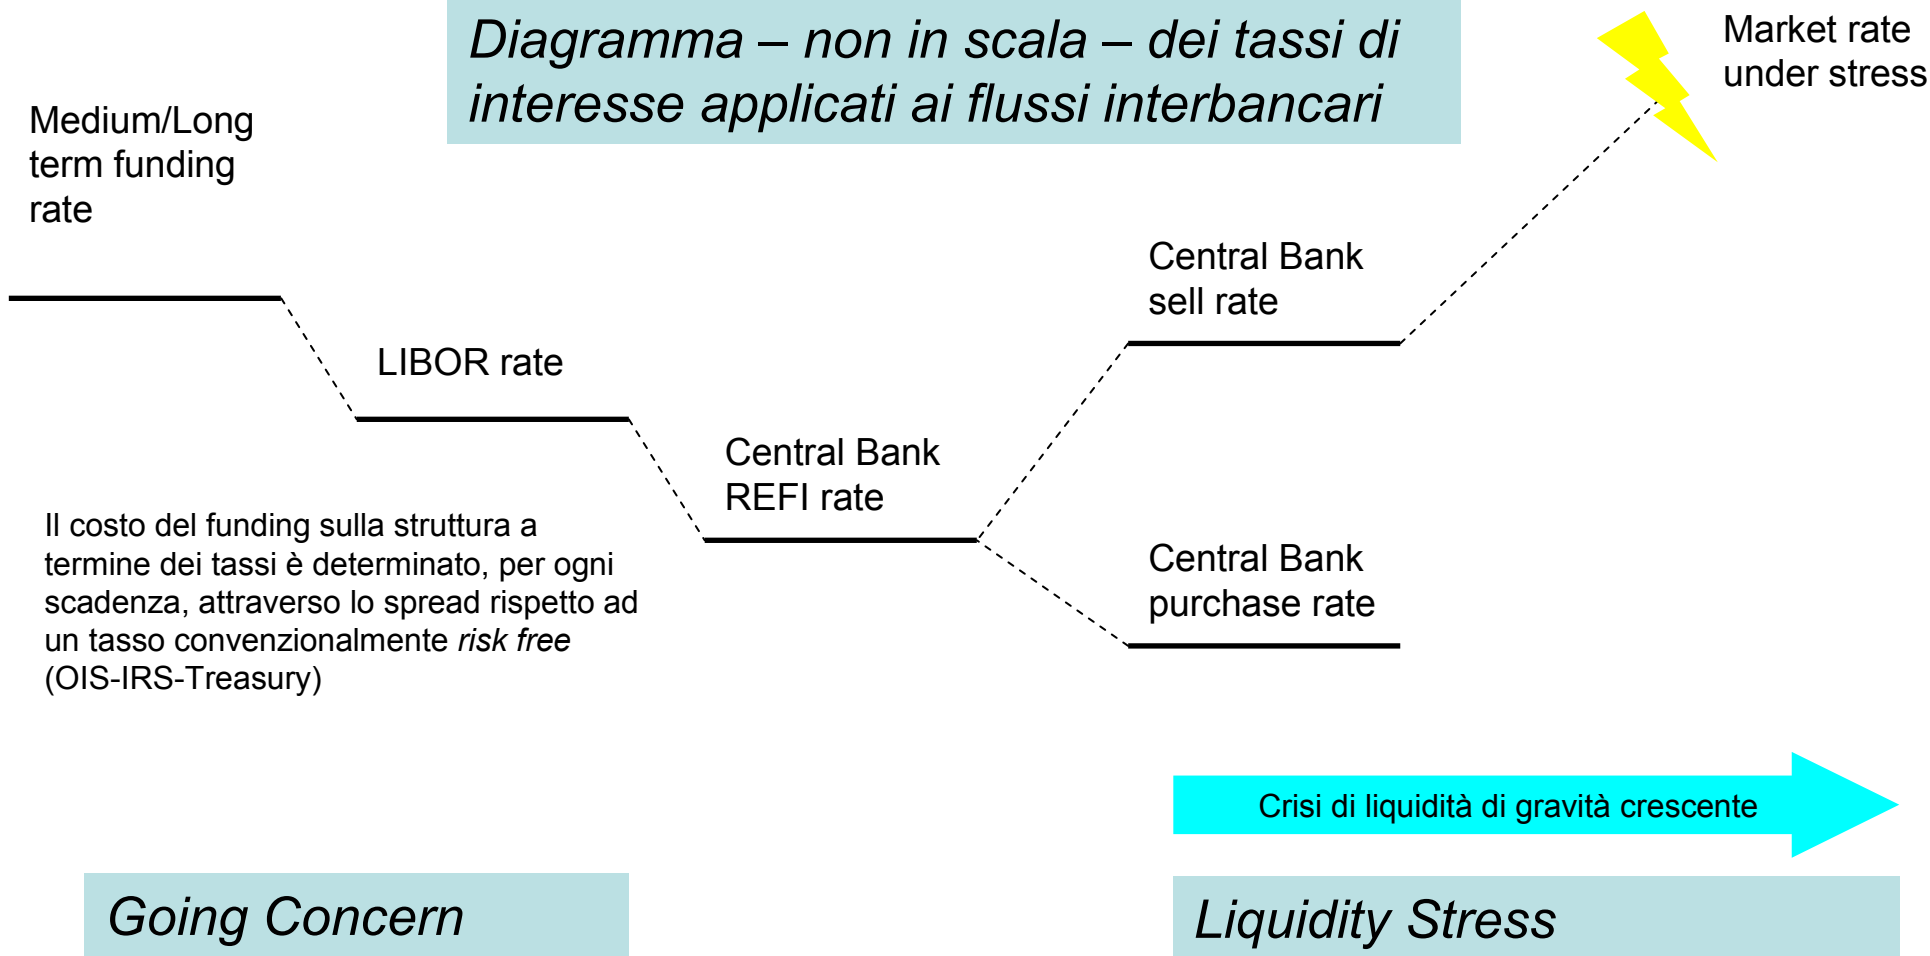 Diagramma – non in scala – dei tassi di
interesse applicati ai flussi interbancari
Market rate
under stress
Medium/Long
term funding
rate
Central Bank
sell rate
LIBOR rate
Central Bank
REFI rate
Il costo del funding sulla struttura a
termine dei tassi è determinato, per ogni
scadenza, attraverso lo spread rispetto ad
un tasso convenzionalmente risk free
(OIS-IRS-Treasury)
Central Bank
purchase rate
Crisi di liquidità di gravità crescente
Going Concern
Liquidity Stress